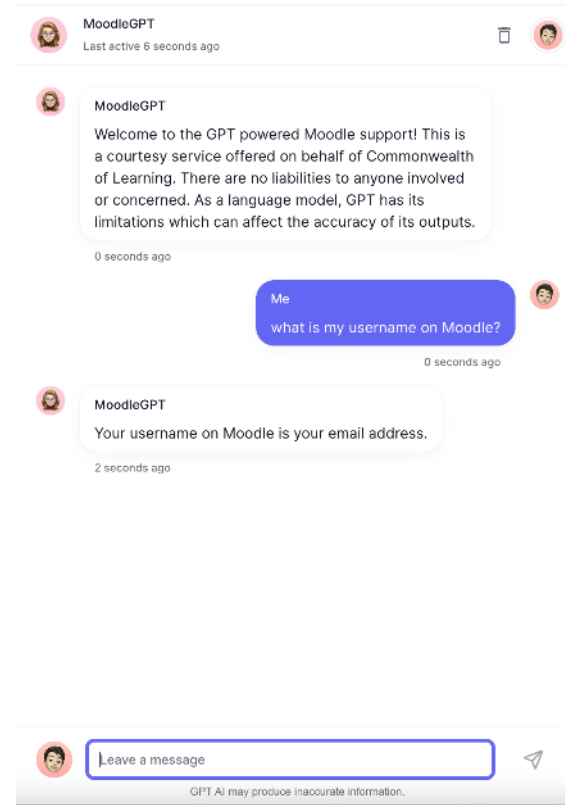 MoodleGPT
Last active 6 seconds ago
MoodleGPT
Welcome to the GPT powered Moodle support! This is
a courtesy service offered on behalf of Commonwealth
of Learning. There are no liabilities to anyone involved
or concerned. As a language model, GPT has its
limitations which can affect the accuracy of its outputs.
0 seconds ago
Me
what is my username on Moodle?
0 seconds ago
MoodleGPT
Your username on Moodle is your email address.
2 seconds ago
Leave a message
GPT AI may produce inaccurate information.